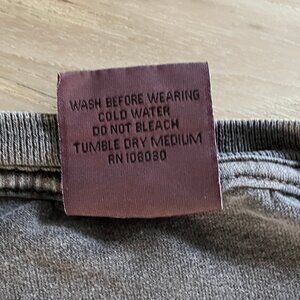 WASH BEFORE WEARING
COLD WATER
DO NOT BLEACH
TUMBLE DRY MEDIUM
RN 108080